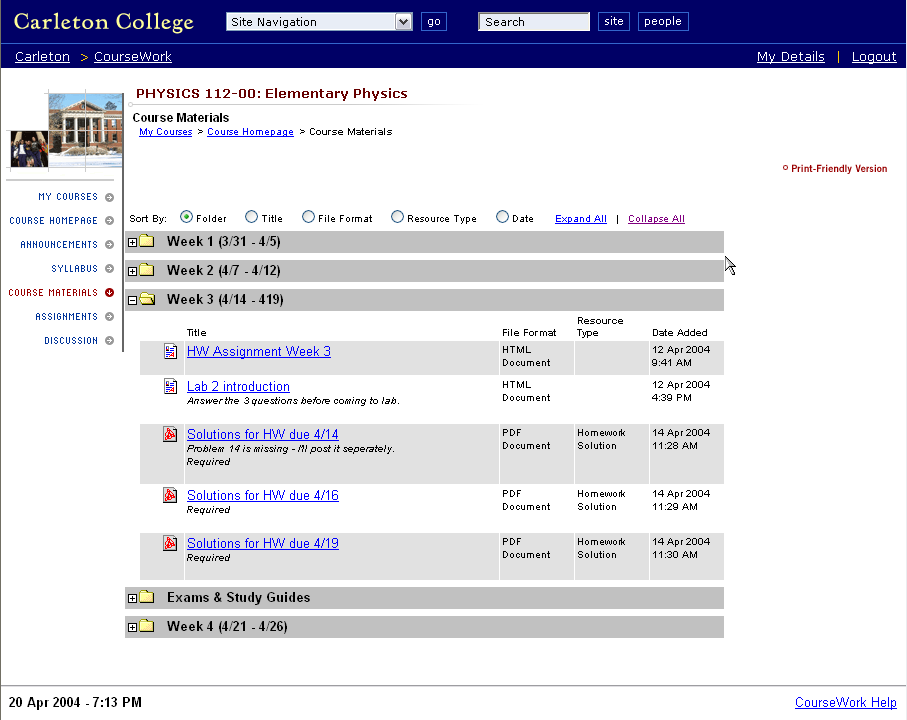 Carleton College
Site Navigation
go
Search
site
people
Carleton > CourseWork
My Details | Logout
PHYSICS 112-00: Elementary Physics
Course Materials
My Courses > Course Homepage > Course Materials
Print-Friendly Version
MY COURSES
COURSE HOMEPAGE
ANNOUNCEMENTS
SYLLABUS
COURSE MATERIALS
ASSIGNMENTS
DISCUSSION
Sort By: Folder Title File Format Resource Type Date Expand All | Collapse All
Week 1 (3/31 - 4/5)
Week 2 (4/7 - 4/12)
Week 3 (4/14 - 419)
Title File Format Resource Type Date Added
HW Assignment Week 3
HTML Document
12 Apr 2004 9:41 AM
Lab 2 introduction
Answer the 3 questions before coming to lab.
HTML Document
12 Apr 2004 4:39 PM
Solutions for HW due 4/14
Problem 14 is missing - I'll post it seperately.
Required
PDF Document
Homework Solution
14 Apr 2004 11:28 AM
Solutions for HW due 4/16
Required
PDF Document
Homework Solution
14 Apr 2004 11:29 AM
Solutions for HW due 4/19
Required
PDF Document
Homework Solution
14 Apr 2004 11:30 AM
Exams & Study Guides
Week 4 (4/21 - 4/26)
20 Apr 2004 - 7:13 PM
CourseWork Help